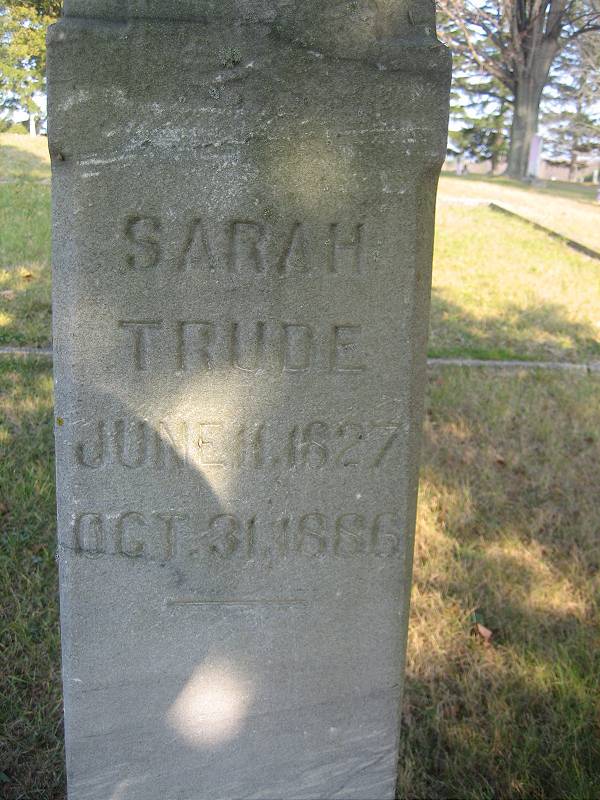 SARAH
TRUDE
JUNE 11. 1827
OCT. 31. 1886